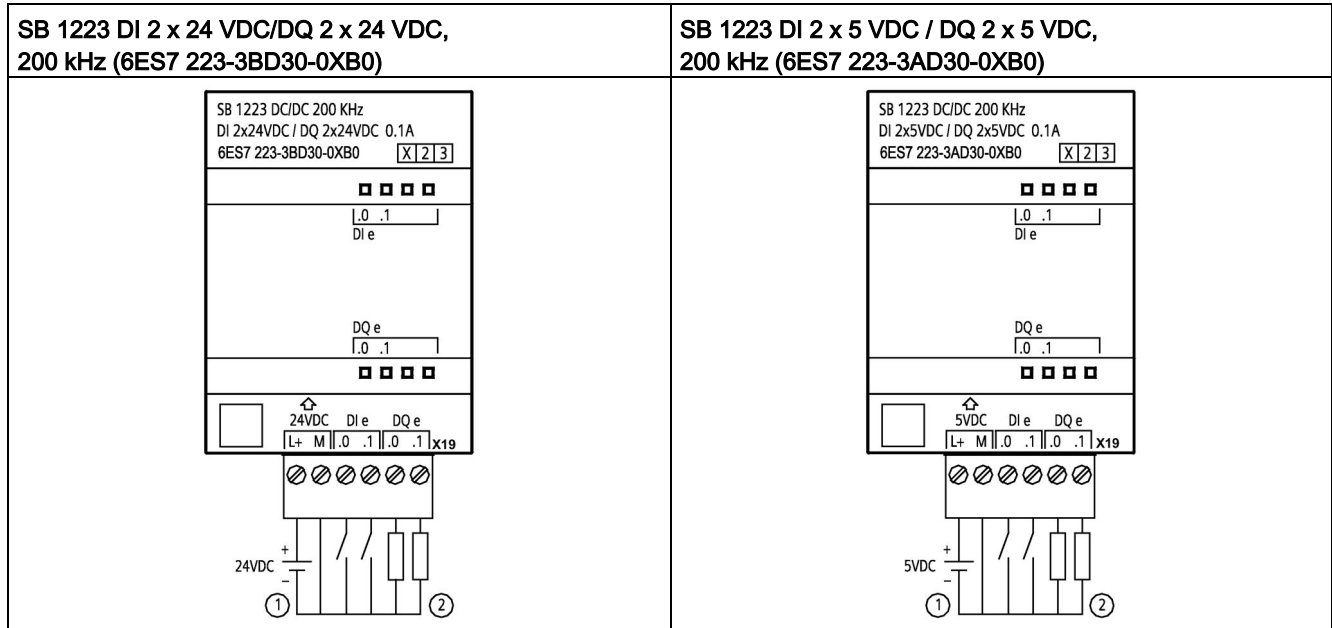 SB 1223 DI 2 x 24 VDC/DQ 2 x 24 VDC,
200 kHz (6ES7 223-3BD30-0XB0)
SB 1223 DC/DC 200 KHz
DI 2x24VDC / DQ 2x24VDC 0.1A
6ES7 223-3BD30-0XB0 X 2 3
.0 .1
DI e
DQ e
.0 .1
24VDC DI e DQ e
L+ M .0 .1 .0 .1 X19
+
24VDC
−
1 2
SB 1223 DI 2 x 5 VDC / DQ 2 x 5 VDC,
200 kHz (6ES7 223-3AD30-0XB0)
SB 1223 DC/DC 200 KHz
DI 2x5VDC / DQ 2x5VDC 0.1A
6ES7 223-3AD30-0XB0 X 2 3
.0 .1
DI e
DQ e
.0 .1
5VDC DI e DQ e
L+ M .0 .1 .0 .1 X19
+
5VDC
−
1 2